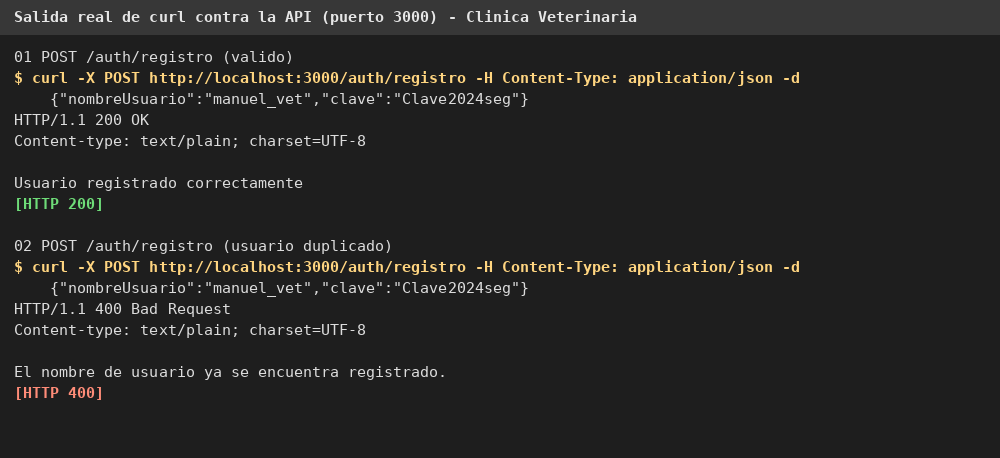 Salida real de curl contra la API (puerto 3000) - Clinica Veterinaria
01 POST /auth/registro (valido)
$ curl -X POST http://localhost:3000/auth/registro -H Content-Type: application/json -d
{"nombreUsuario":"manuel_vet","clave":"Clave2024seg"}
HTTP/1.1 200 OK
Content-type: text/plain; charset=UTF-8
Usuario registrado correctamente
[HTTP 200]
02 POST /auth/registro (usuario duplicado)
$ curl -X POST http://localhost:3000/auth/registro -H Content-Type: application/json -d
{"nombreUsuario":"manuel_vet","clave":"Clave2024seg"}
HTTP/1.1 400 Bad Request
Content-type: text/plain; charset=UTF-8
El nombre de usuario ya se encuentra registrado.
[HTTP 400]